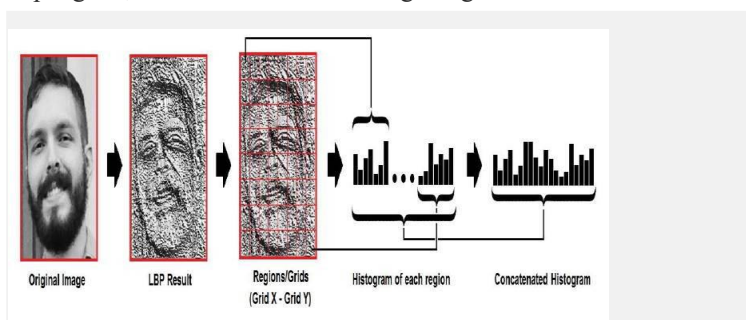 Original Image
LBP Result
Regions/Grids
(Grid X - Grid Y)
Histogram of each region
Concatenated Histogram